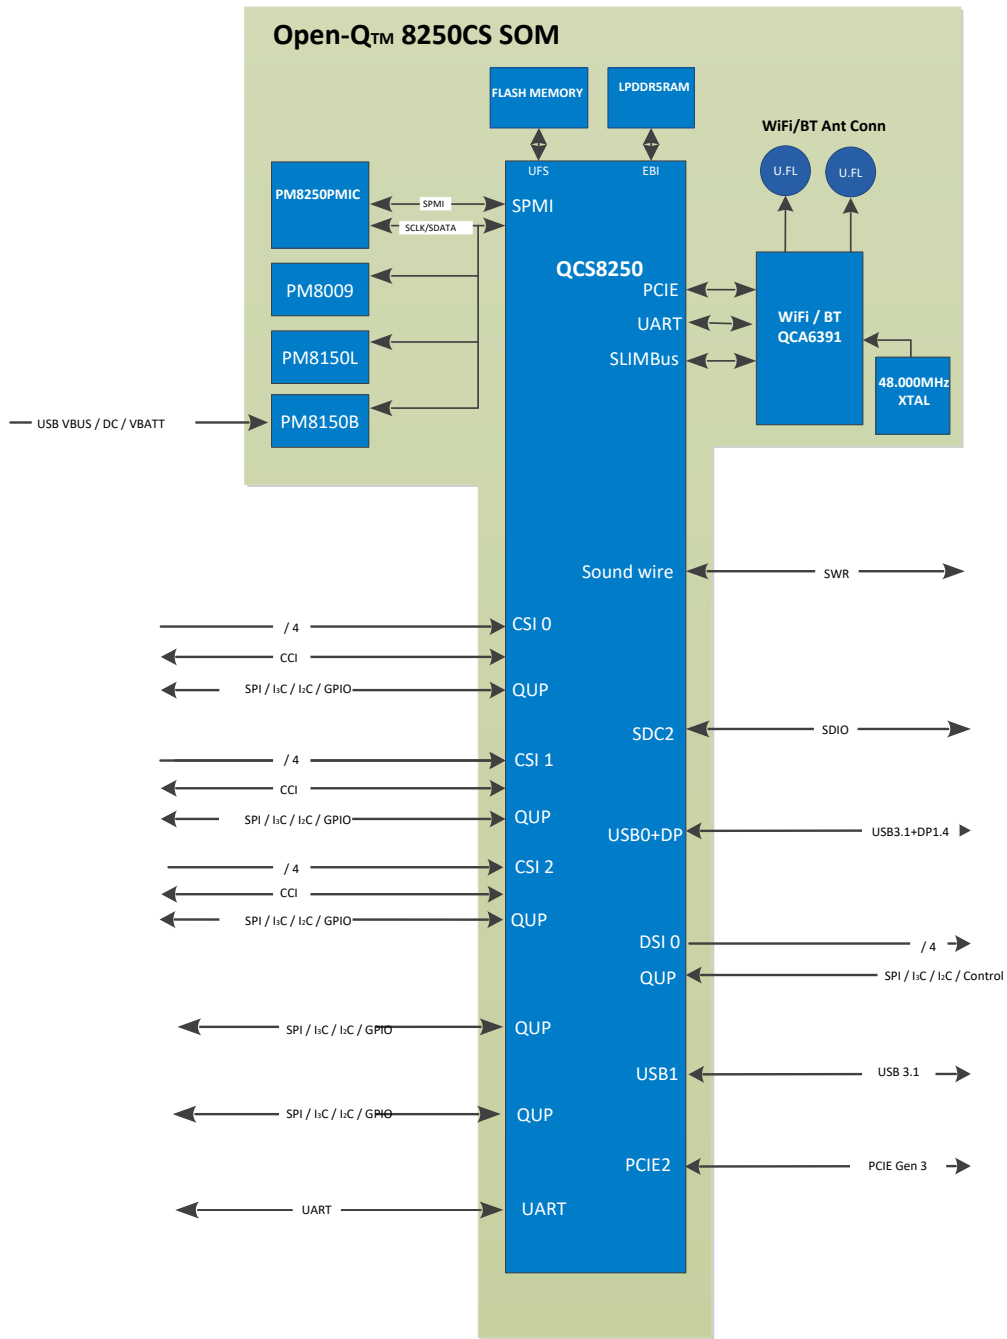 Open-QTM 8250CS SOM
FLASH MEMORY
LPDDR5RAM
WiFi/BT Ant Conn
U.FL
U.FL
UFS
EBI
PM8250PMIC
SPMI
SPMI
SCLK/SDATA
QCS8250
PM8009
PCIE
UART
SLIMBus
WiFi / BT
QCA6391
PM8150L
48.000MHz
XTAL
USB VBUS / DC / VBATT
PM8150B
Sound wire
SWR
/ 4
CSI 0
CCI
SPI / I3C / I2C / GPIO
QUP
SDC2
SDIO
/ 4
CSI 1
CCI
SPI / I3C / I2C / GPIO
QUP
USB0+DP
USB3.1+DP1.4
/ 4
CSI 2
CCI
SPI / I3C / I2C / GPIO
QUP
DSI 0
/ 4
QUP
SPI / I3C / I2C / Control
SPI / I3C / I2C / GPIO
QUP
USB1
USB 3.1
SPI / I3C / I2C / GPIO
QUP
PCIE2
PCIE Gen 3
UART
UART